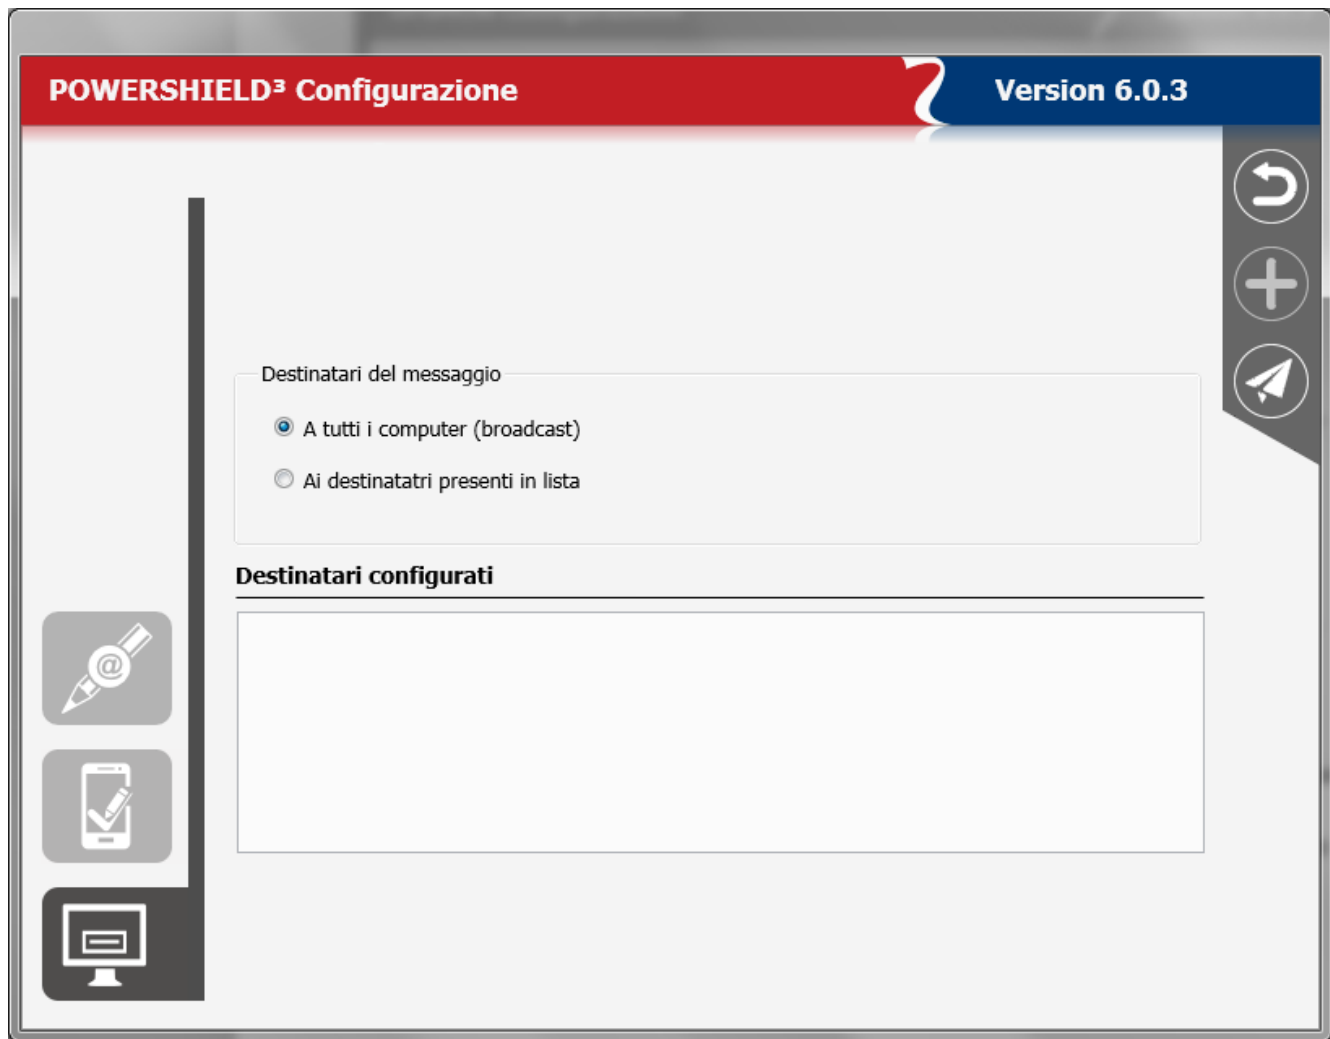 POWERSHIELD³ Configurazione
Version 6.0.3
Destinatari del messaggio
A tutti i computer (broadcast)
Ai destinatatri presenti in lista
Destinatari configurati
@